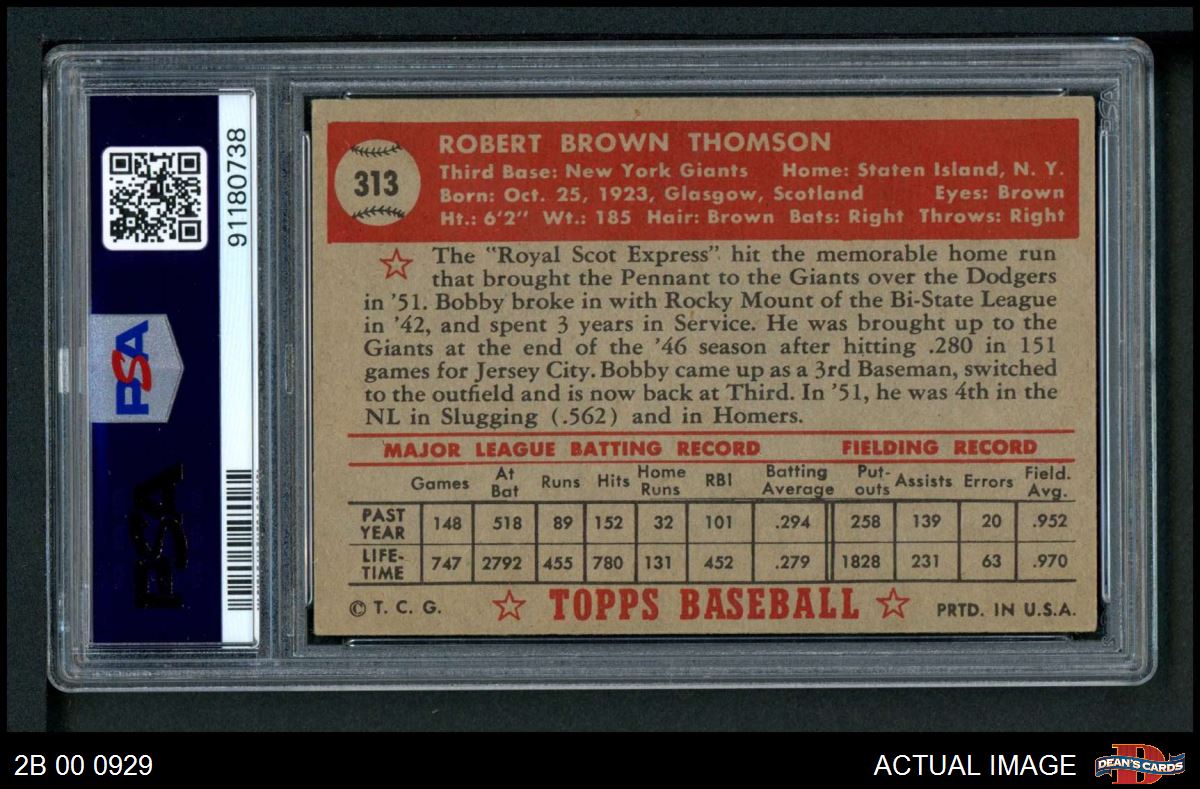 ROBERT BROWN THOMSON
313
Third Base: New York Giants Home: Staten Island, N. Y.
Born: Oct. 25, 1923, Glasgow, Scotland Eyes: Brown
Ht.: 6'2" Wt.: 185 Hair: Brown Bats: Right Throws: Right
The "Royal Scot Express" hit the memorable home run
that brought the Pennant to the Giants over the Dodgers
in '51. Bobby broke in with Rocky Mount of the Bi-State League
in '42, and spent 3 years in Service. He was brought up to the
Giants at the end of the '46 season after hitting .280 in 151
games for Jersey City. Bobby came up as a 3rd Baseman, switched
to the outfield and is now back at Third. In '51, he was 4th in the
NL in Slugging (.562) and in Homers.
MAJOR LEAGUE BATTING RECORD FIELDING RECORD
Games At Bat Runs Hits Home Runs RBI Batting Average Put-outs Assists Errors Field. Avg.
PAST YEAR 148 518 89 152 32 101 .294 258 139 20 .952
LIFE-TIME 747 2792 455 780 131 452 .279 1828 231 63 .970
© T. C. G. TOPPS BASEBALL PRTD. IN U.S.A.
91180738
PSA
PSA
PSA
2B 00 0929
ACTUAL IMAGE
D
DEAN'S CARDS